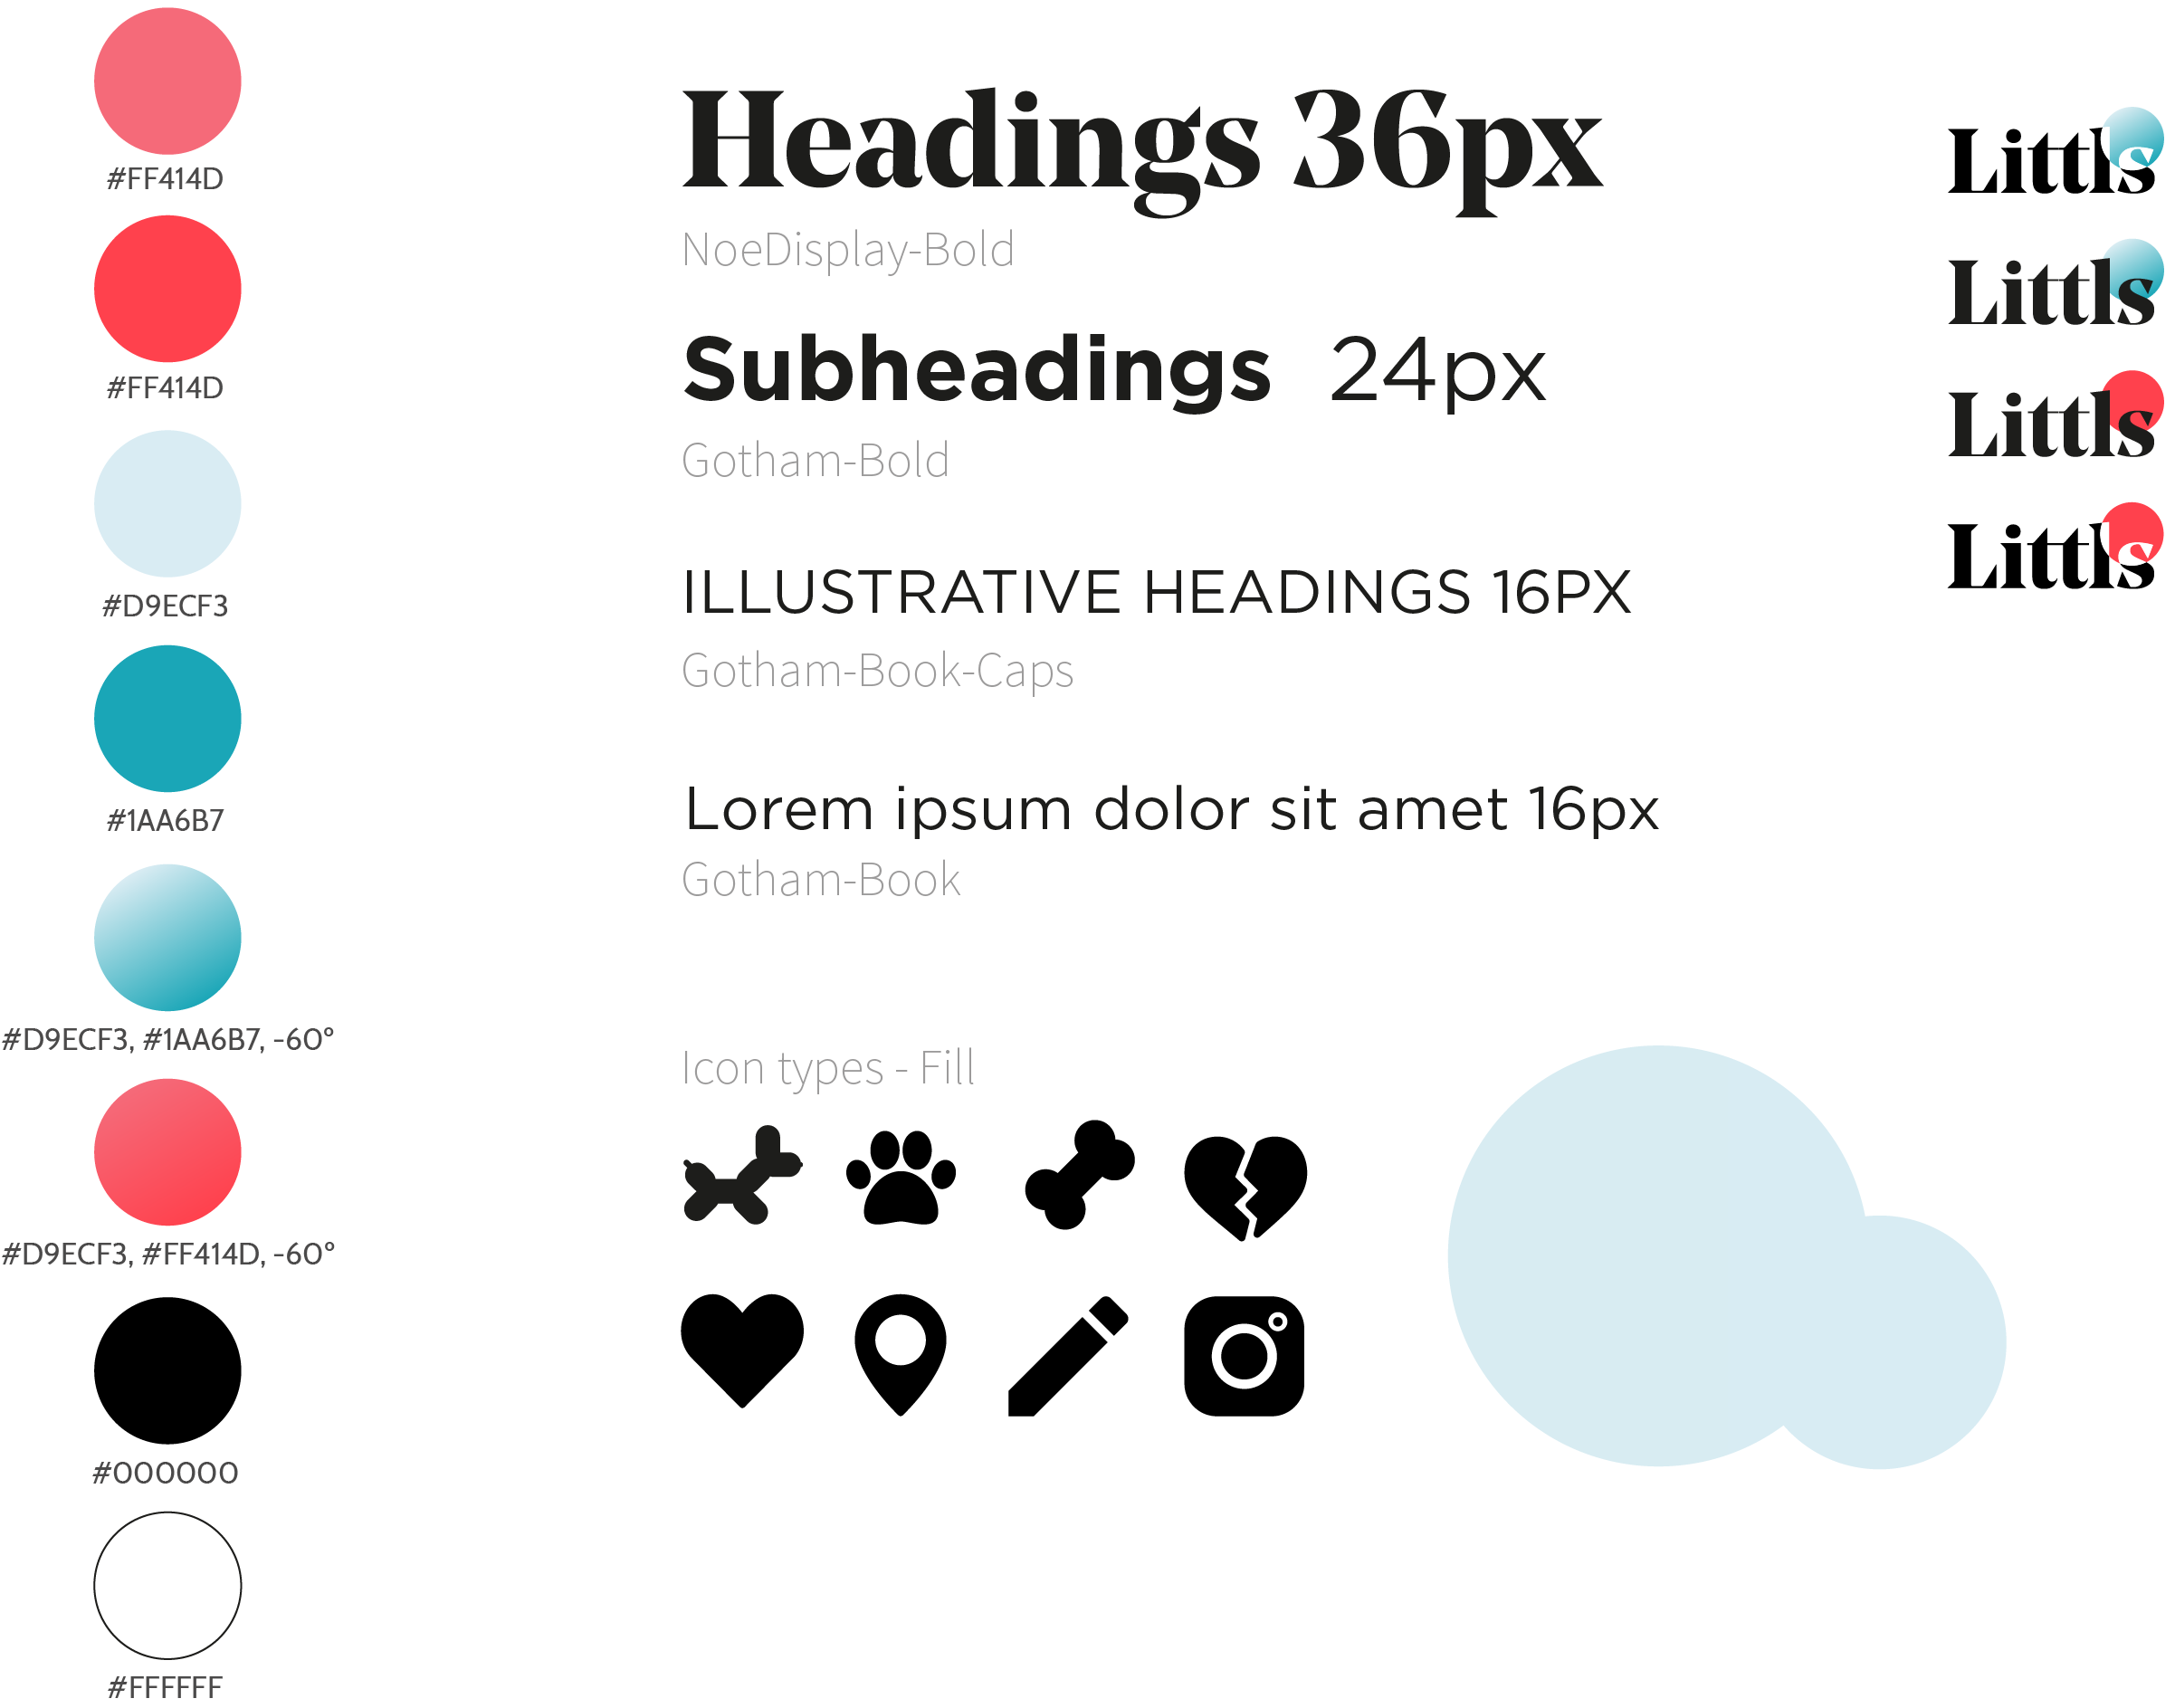 #FF414D
#FF414D
#D9ECF3
#1AA6B7
#D9ECF3, #1AA6B7, -60°
#D9ECF3, #FF414D, -60°
#000000
#FFFFFF
Headings 36px
NoeDisplay-Bold
Subheadings 24px
Gotham-Bold
ILLUSTRATIVE HEADINGS 16PX
Gotham-Book-Caps
Lorem ipsum dolor sit amet 16px
Gotham-Book
Icon types - Fill
Littls
Littls
Littls
Littls